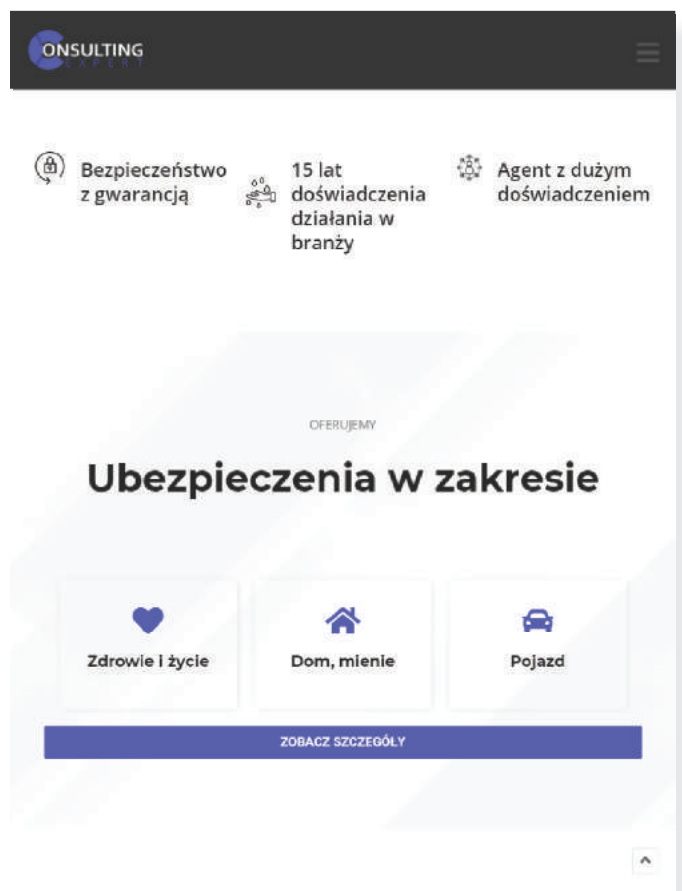 ONSULTING
EXPERT
Bezpieczeństwo
z gwarancją
15 lat
doświadczenia
działania w
branży
Agent z dużym
doświadczeniem
OFERUJEMY
Ubezpieczenia w zakresie
Zdrowie i życie
Dom, mienie
Pojazd
ZOBACZ SZCZEGÓŁY